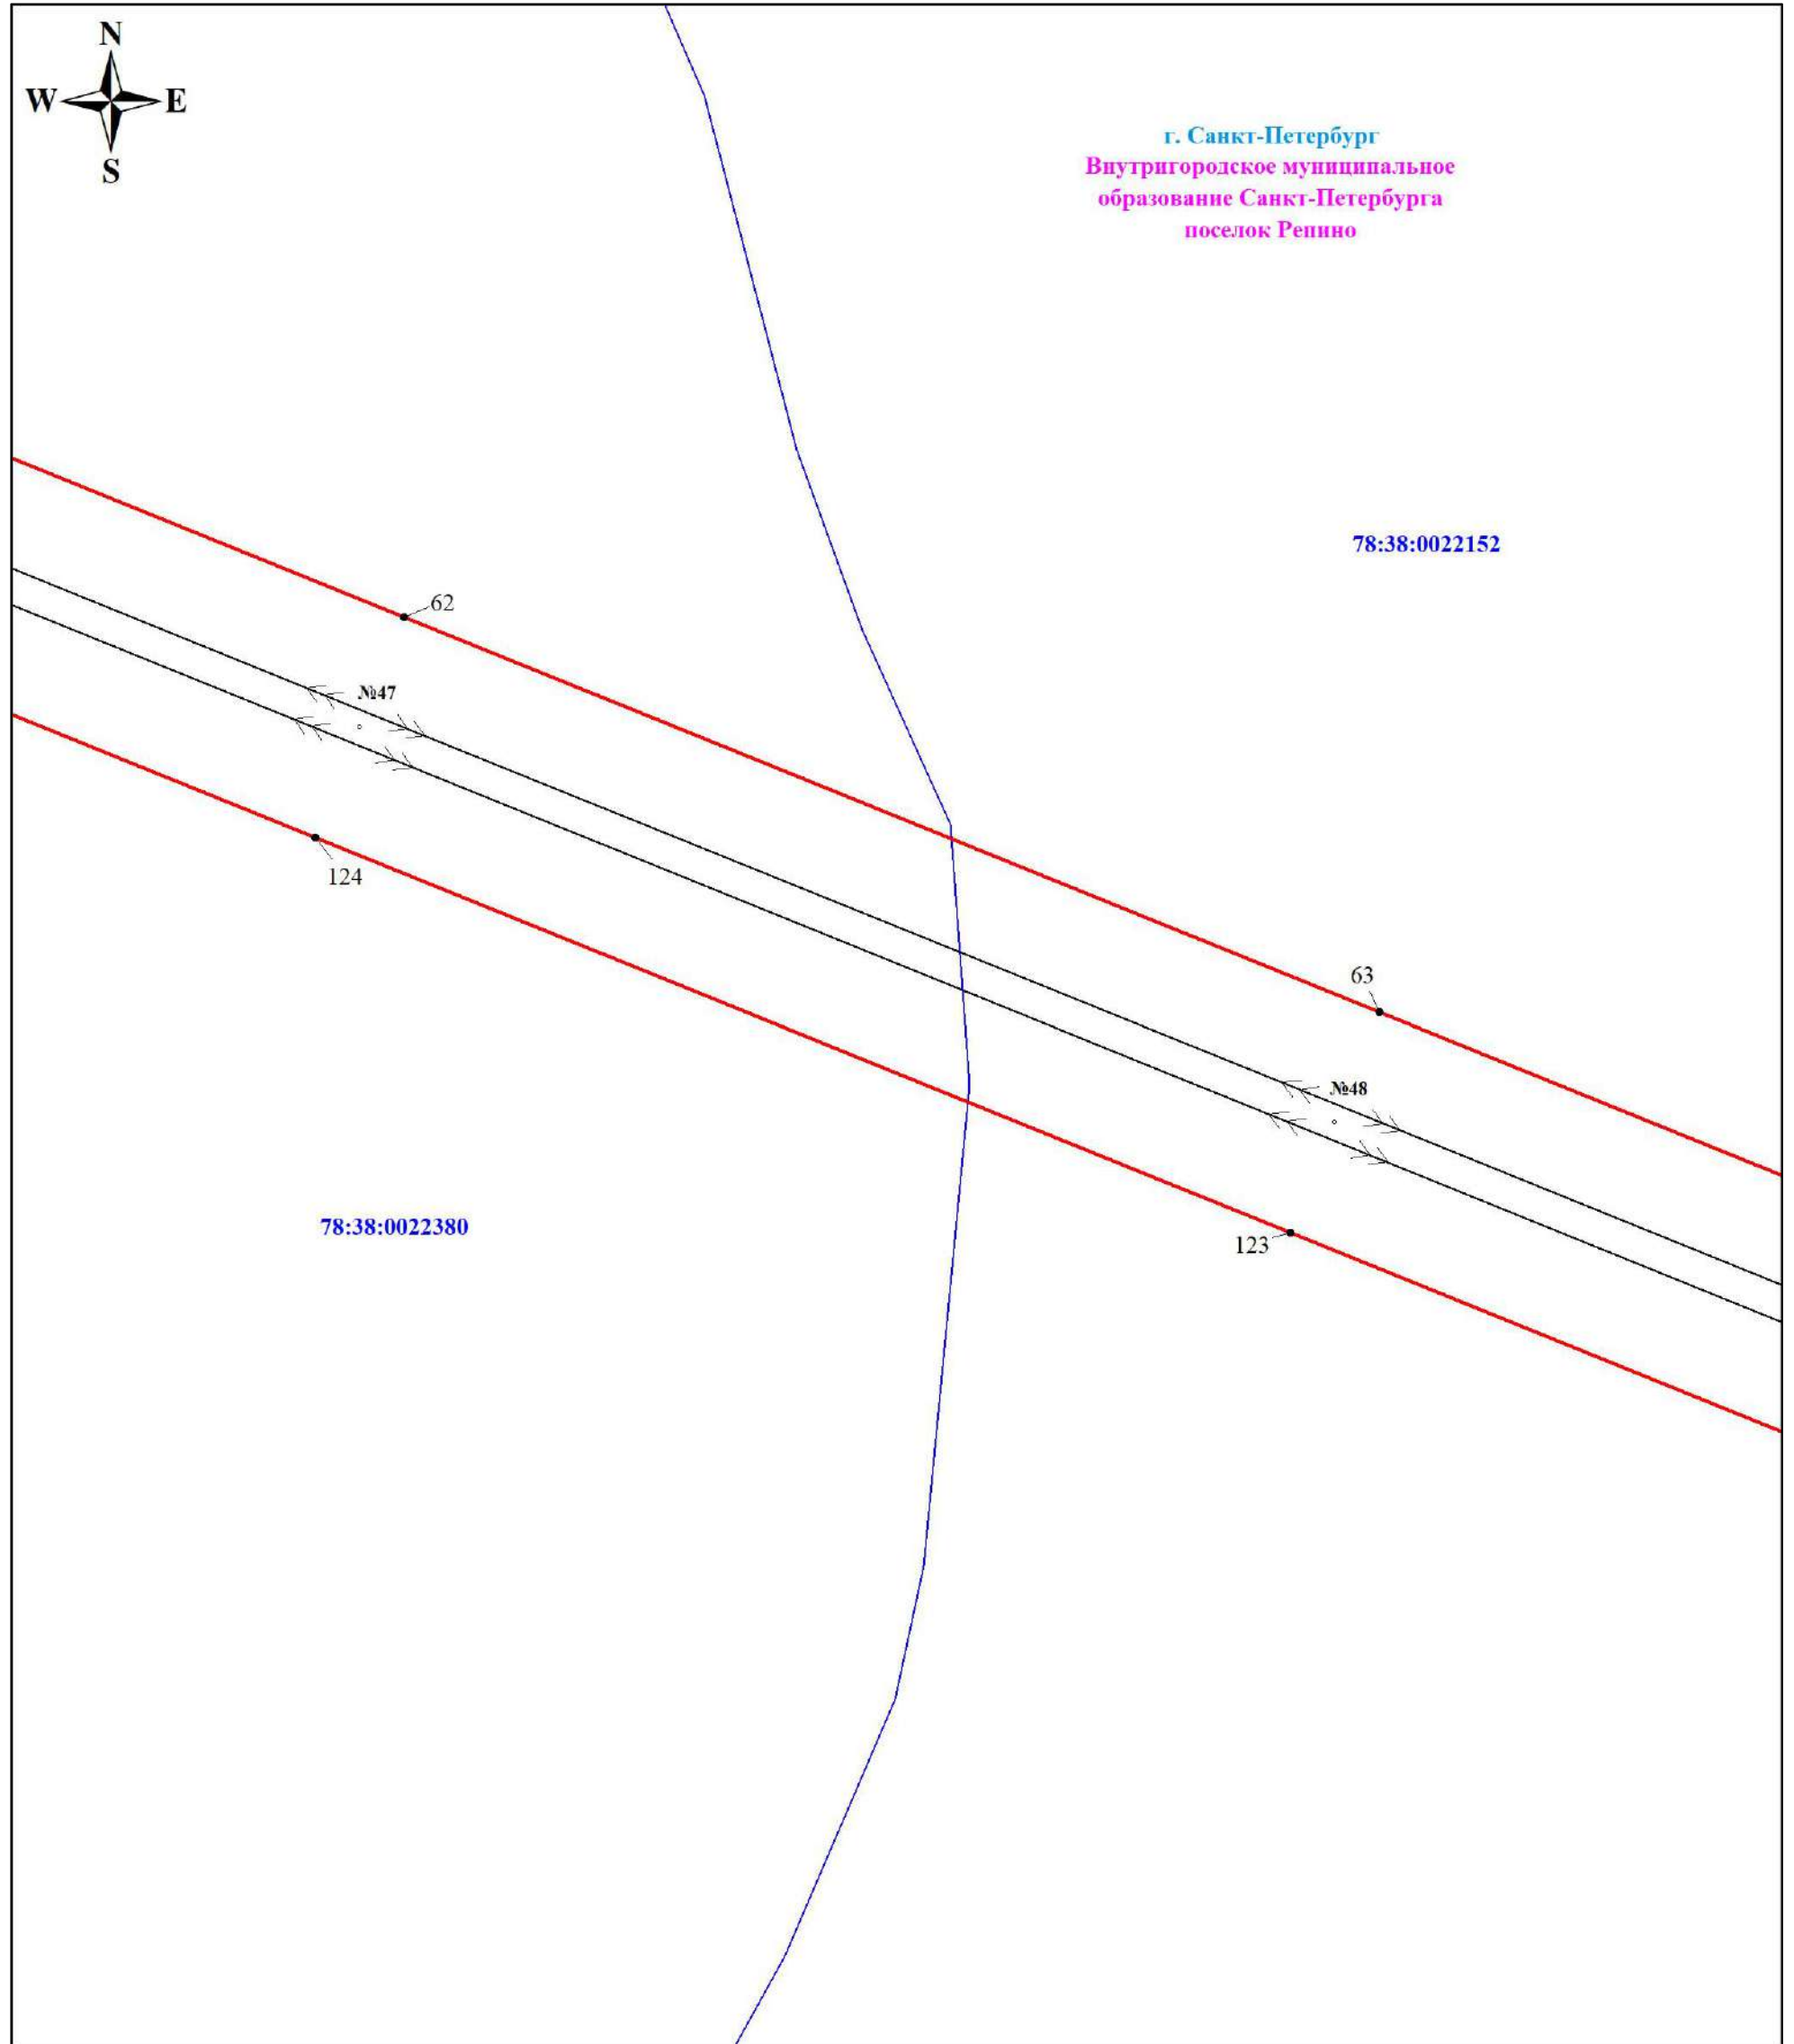 N
W E
S
г. Санкт-Петербург
Внутригородское муниципальное
образование Санкт-Петербурга
поселок Репино
78:38:0022152
62
№47
124
63
№48
78:38:0022380
123